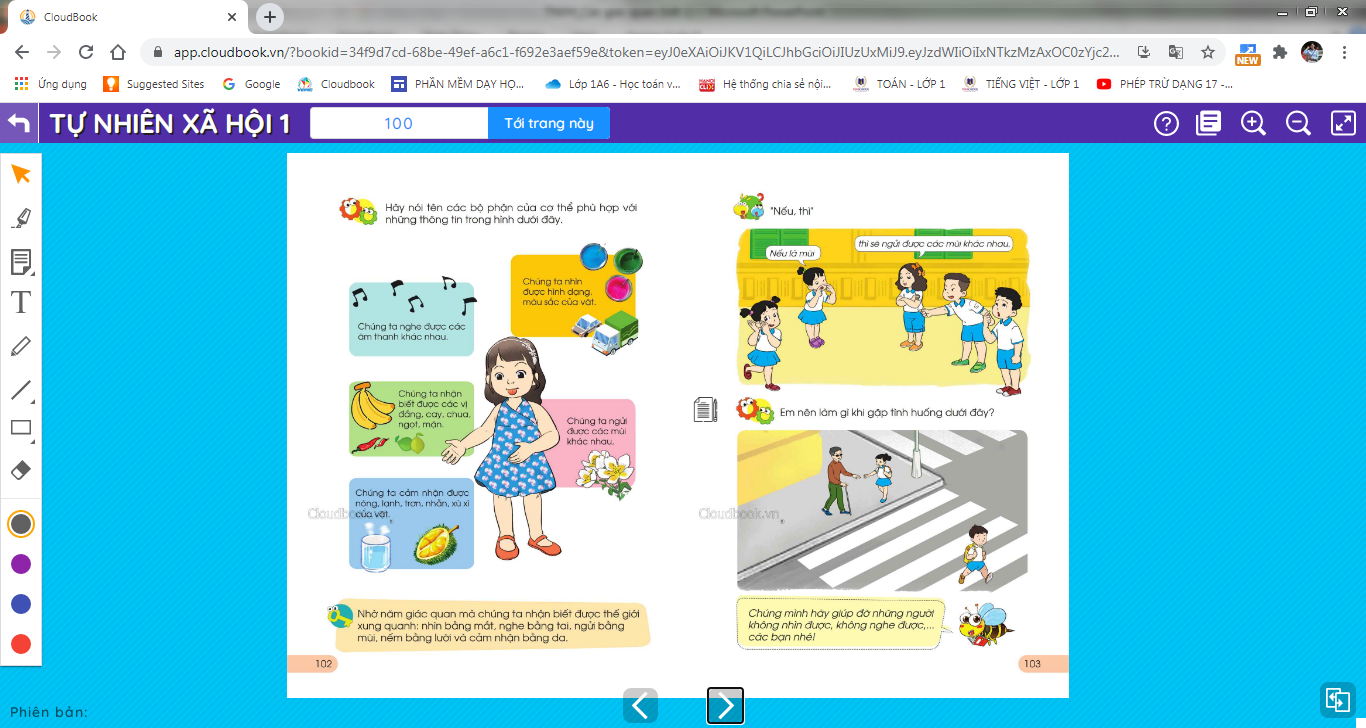 TNXH_Các giác quan (tiết 2) - Microsoft PowerPoint
CloudBook
app.cloudbook.vn/?bookid=34f9d7cd-68be-49ef-a6c1-f692e3aef59e&token=eyJ0eXAiOiJKV1QiLCJhbGciOiJIUzUxMiJ9.eyJzdWIiOiIxNTkzMzAxOC0zYjc2...
NEW
Ứng dụng
Suggested Sites
Google
Cloudbook
PHẦN MỀM DẠY HỌ...
Lớp 1A6 - Học toán v...
Hệ thống chia sẻ nội...
TOÁN - LỚP 1
TIẾNG VIỆT - LỚP 1
PHÉP TRỪ DẠNG 17 -...
TỰ NHIÊN XÃ HỘI 1
100
Tới trang này
T
Hãy nói tên các bộ phận của cơ thể phù hợp với
những thông tin trong hình dưới đây.
Chúng ta nhìn
được hình dạng,
màu sắc của vật.
Chúng ta nghe được các
âm thanh khác nhau.
Chúng ta nhận
biết được các vị
đắng, cay, chua,
ngọt, mặn.
Chúng ta ngửi
được các mùi
khác nhau.
Chúng ta cảm nhận được
nóng, lạnh, trơn, nhẵn, xù xì
của vật.
Cloudbook.vn
Nhờ năm giác quan mà chúng ta nhận biết được thế giới
xung quanh: nhìn bằng mắt, nghe bằng tai, ngửi bằng
mũi, nếm bằng lưỡi và cảm nhận bằng da.
102
"Nếu, thì"
Nếu là mũi
thì sẽ ngửi được các mùi khác nhau.
Em nên làm gì khi gặp tình huống dưới đây?
Cloudbook.vn
Chúng mình hãy giúp đỡ những người
không nhìn được, không nghe được,...
các bạn nhé!
103
Phiên bản: